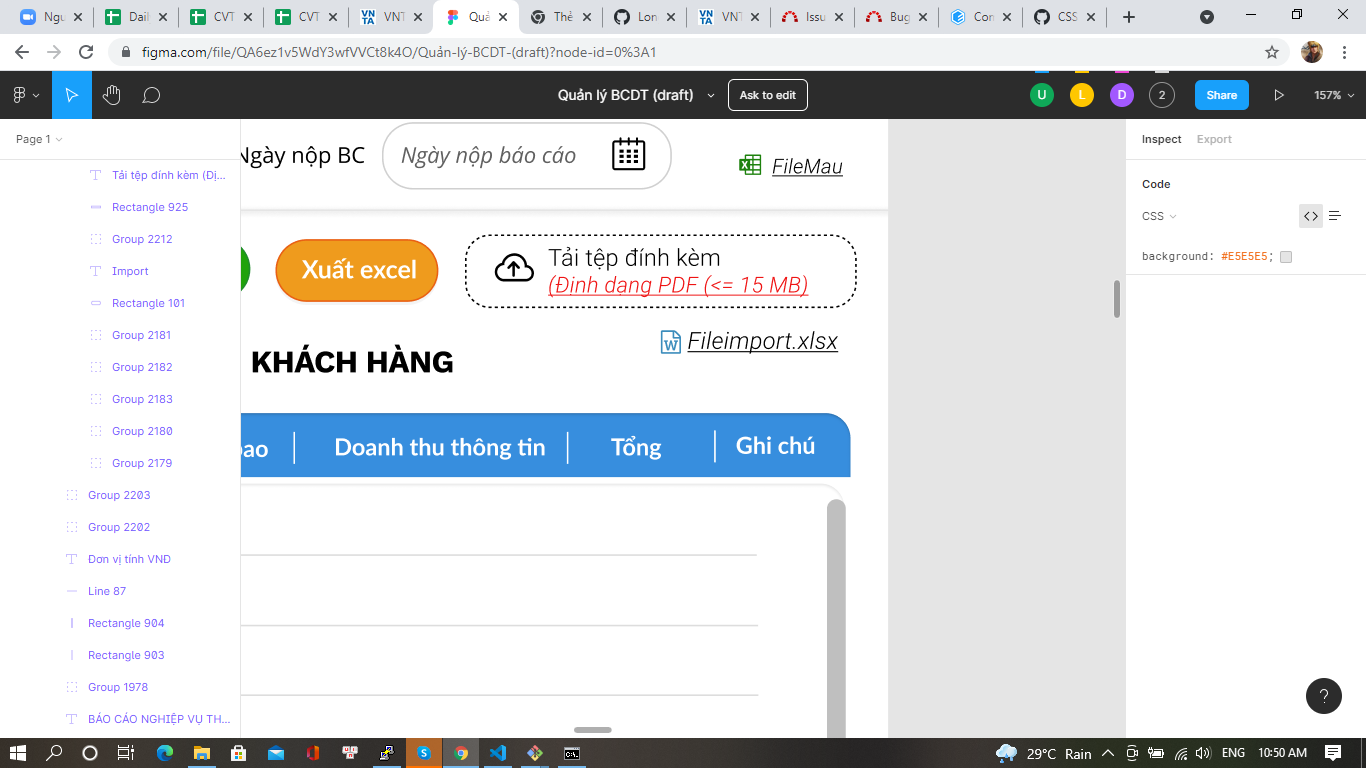 Ngu
Dail
CVT
CVT
VNTA VNT
Quả
Thẻ
Lon
VNTA VNT
Issu
Bug
Con
CSS
figma.com/file/QA6ez1v5WdY3wfVVCt8k4O/Quản-lý-BCDT-(draft)?node-id=0%3A1
Quản lý BCDT (draft)
Ask to edit
U
L
D
2
Share
157%
Page 1
Tải tệp dính kèm (Dị...
Rectangle 925
Group 2212
Import
Rectangle 101
Group 2181
Group 2182
Group 2183
Group 2180
Group 2179
Group 2203
Group 2202
Đơn vị tính VND
Line 87
Rectangle 904
Rectangle 903
Group 1978
BÁO CÁO NGHIỆP VỤ TH...
Ngày nộp BC
Ngày nộp báo cáo
FileMau
Xuất excel
Tải tệp đính kèm
(Định dạng PDF (<= 15 MB)
Fileimport.xlsx
KHÁCH HÀNG
bao
Doanh thu thông tin
Tổng
Ghi chú
Inspect
Export
Code
CSS
background: #E5E5E5;
?
29°C Rain
ENG
10:50 AM